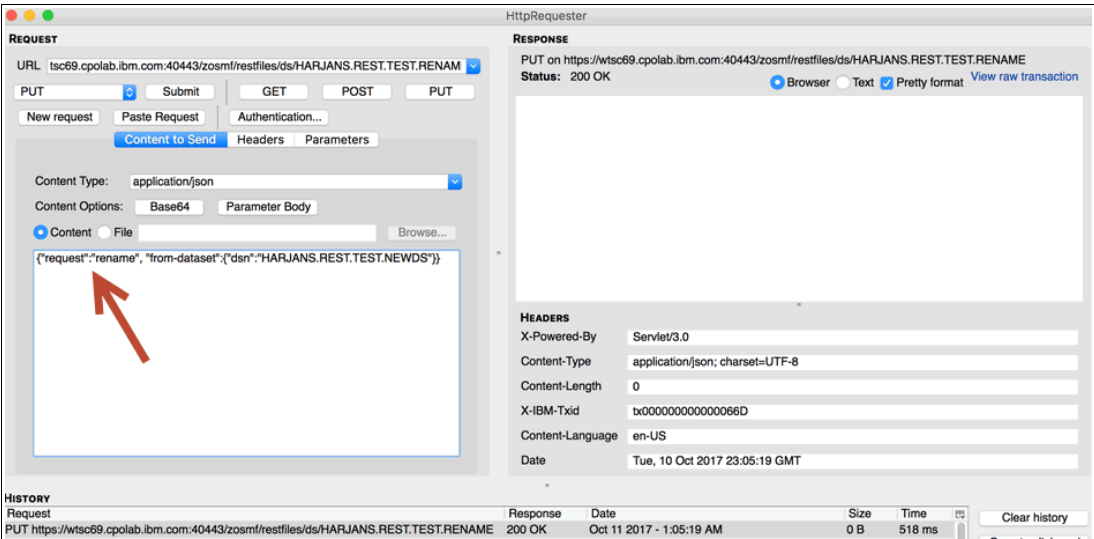 HttpRequester
REQUEST
URL tsc69.cpolab.ibm.com:40443/zosmf/restfiles/ds/HARJANS.REST.TEST.RENAM
PUT Submit GET POST PUT
New request Paste Request Authentication...
Content to Send Headers Parameters
Content Type: application/json
Content Options: Base64 Parameter Body
Content File Browse...
{"request":"rename", "from-dataset":{"dsn":"HARJANS.REST.TEST.NEWDS"}}
RESPONSE
PUT on https://wtsc69.cpolab.ibm.com:40443/zosmf/restfiles/ds/HARJANS.REST.TEST.RENAME
Status: 200 OK
Browser Text Pretty format View raw transaction
HEADERS
X-Powered-By Servlet/3.0
Content-Type application/json; charset=UTF-8
Content-Length 0
X-IBM-Txid tx000000000000066D
Content-Language en-US
Date Tue, 10 Oct 2017 23:05:19 GMT
HISTORY
Request Response Date Size Time
PUT https://wtsc69.cpolab.ibm.com:40443/zosmf/restfiles/ds/HARJANS.REST.TEST.RENAME 200 OK Oct 11 2017 - 1:05:19 AM 0 B 518 ms
Clear history